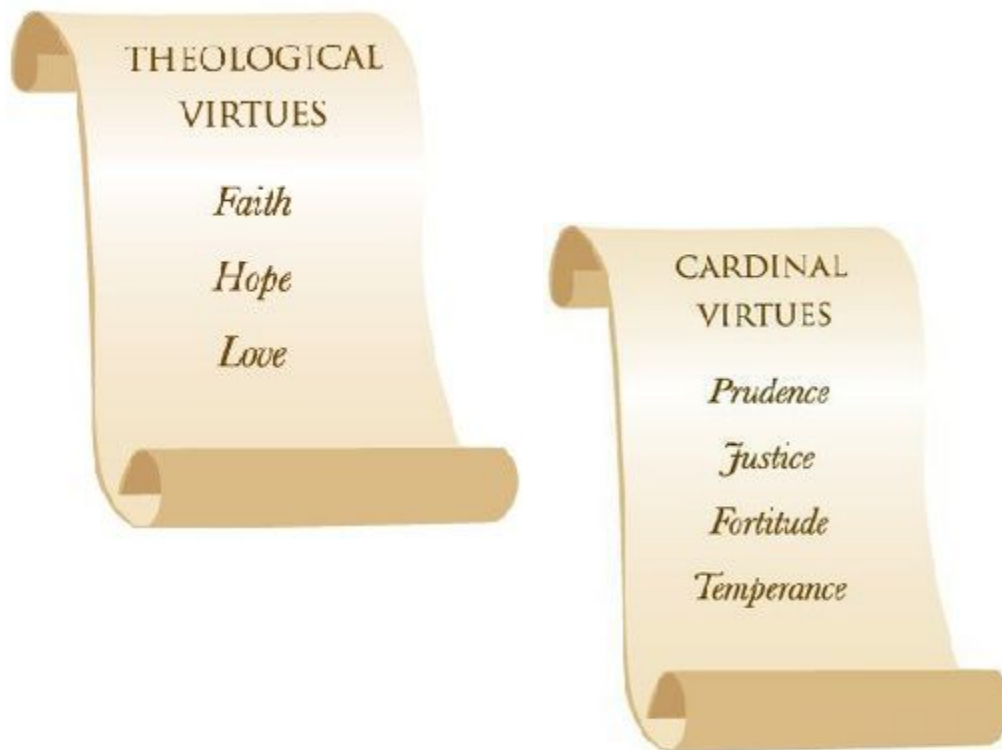 THEOLOGICAL
VIRTUES
Faith
Hope
Love
CARDINAL
VIRTUES
Prudence
Justice
Fortitude
Temperance